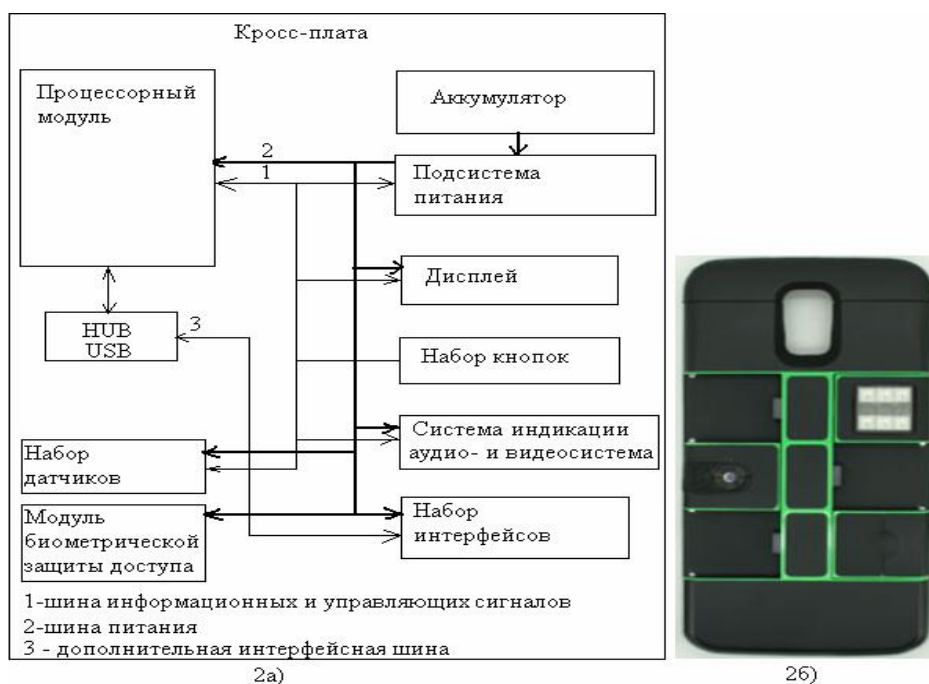 Кросс-плата
Процессорный
модуль
Аккумулятор
2
1
Подсистема
питания
Дисплей
HUB
USB
3
Набор кнопок
Система индикации
аудио- и видеосистема
Набор
датчиков
Набор
интерфейсов
Модуль
биометрической
защиты доступа
1-шина информационных и управляющих сигналов
2-шина питания
3 - дополнительная интерфейсная шина
2а)
2б)